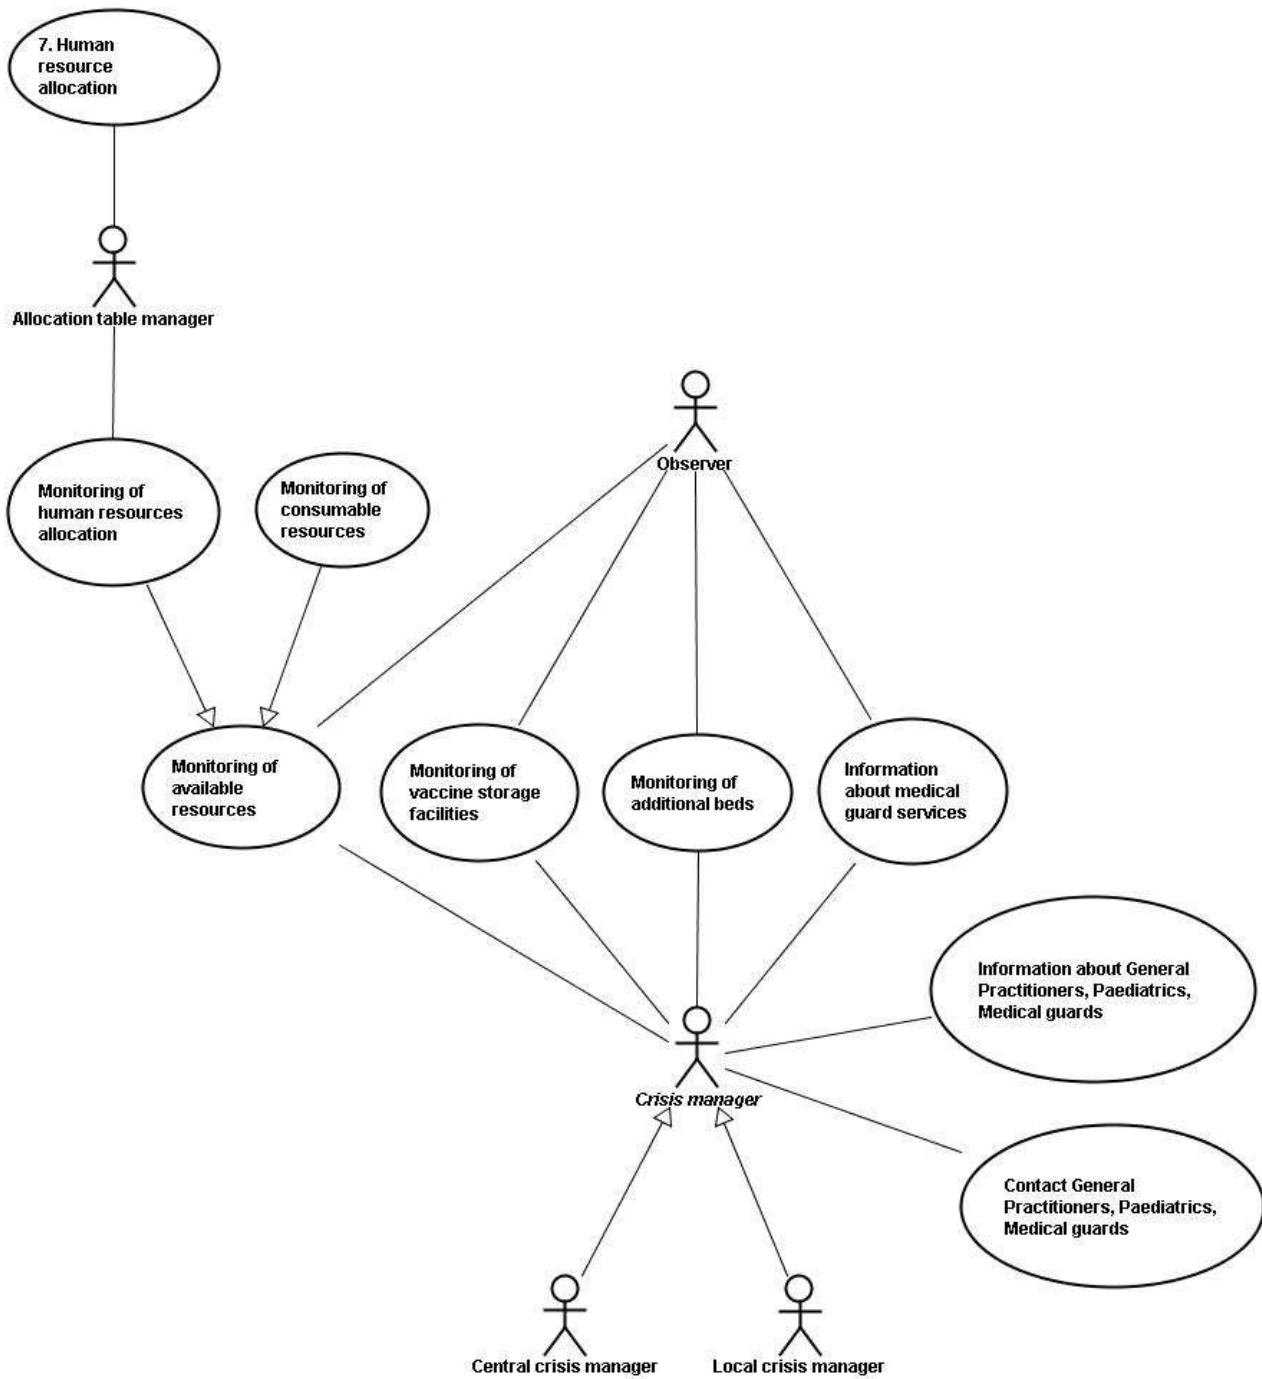 7. Human
resource
allocation
Allocation table manager
Observer
Monitoring of
human resources
allocation
Monitoring of
consumable
resources
Monitoring of
available
resources
Monitoring of
vaccine storage
facilities
Monitoring of
additional beds
Information
about medical
guard services
Information about General
Practitioners, Paediatrics,
Medical guards
Crisis manager
Contact General
Practitioners, Paediatrics,
Medical guards
Central crisis manager
Local crisis manager